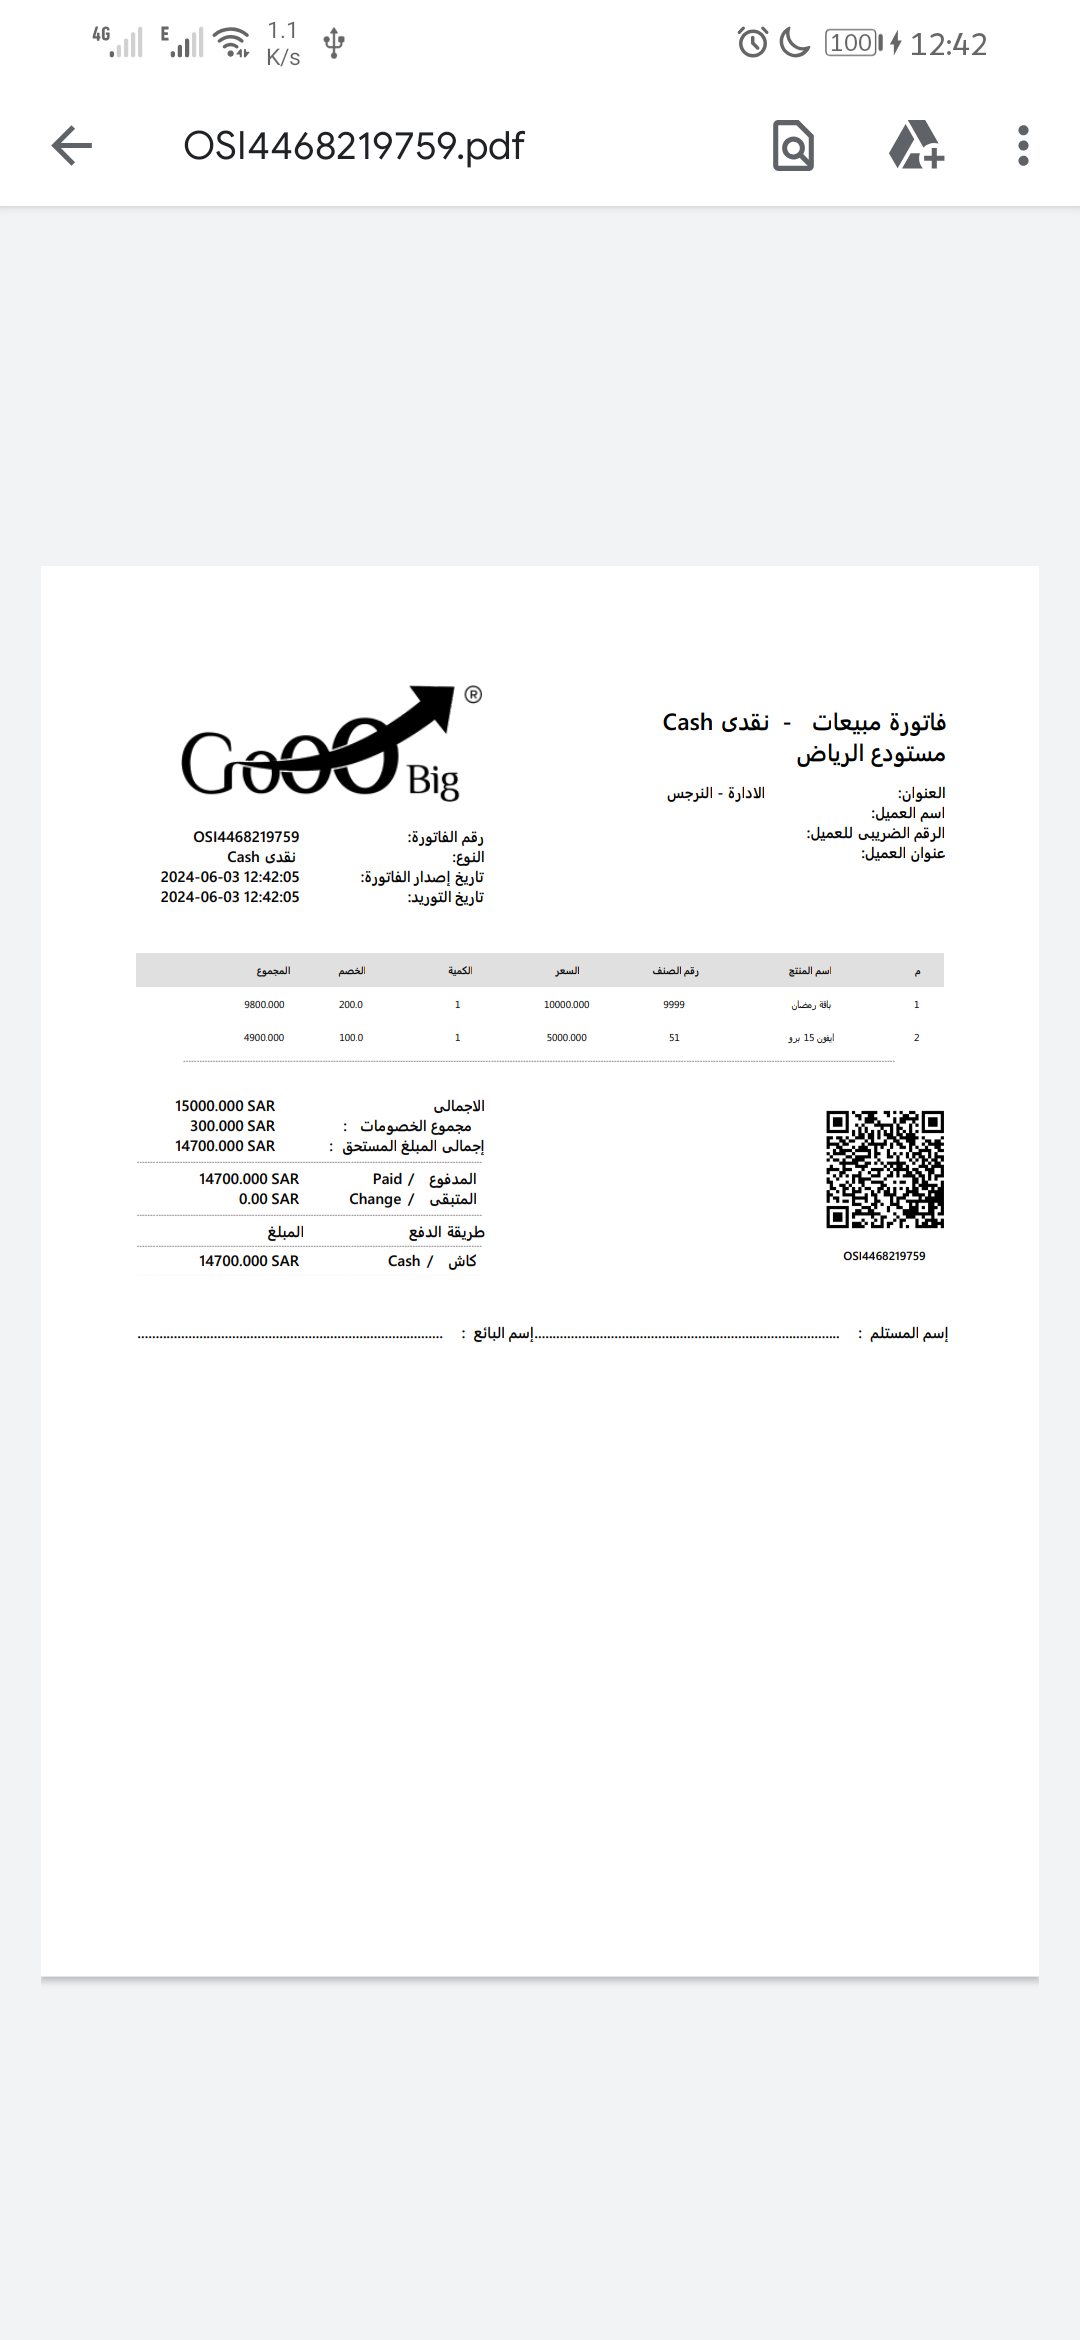 4G E 1.1 K/s 100 12:42
OSI4468219759.pdf
GoOO Big ®
فاتورة مبيعات - نقدى Cash
مستودع الرياض
العنوان: الادارة - النرجس
اسم العميل:
الرقم الضريبى للعميل:
عنوان العميل:
رقم الفاتورة: OSI4468219759
النوع: نقدى Cash
تاريخ إصدار الفاتورة: 2024-06-03 12:42:05
تاريخ التوريد: 2024-06-03 12:42:05
م اسم المنتج رقم الصنف السعر الكمية الخصم المجموع
1 باقة رمضان 9999 10000.000 1 200.0 9800.000
2 ايفون 15 برو 51 5000.000 1 100.0 4900.000
الاجمالى 15000.000 SAR
مجموع الخصومات : 300.000 SAR
إجمالى المبلغ المستحق : 14700.000 SAR
المدفوع / Paid 14700.000 SAR
المتبقى / Change 0.00 SAR
طريقة الدفع المبلغ
كاش / Cash 14700.000 SAR
OSI4468219759
إسم المستلم : ........................................ إسم البائع : ........................................